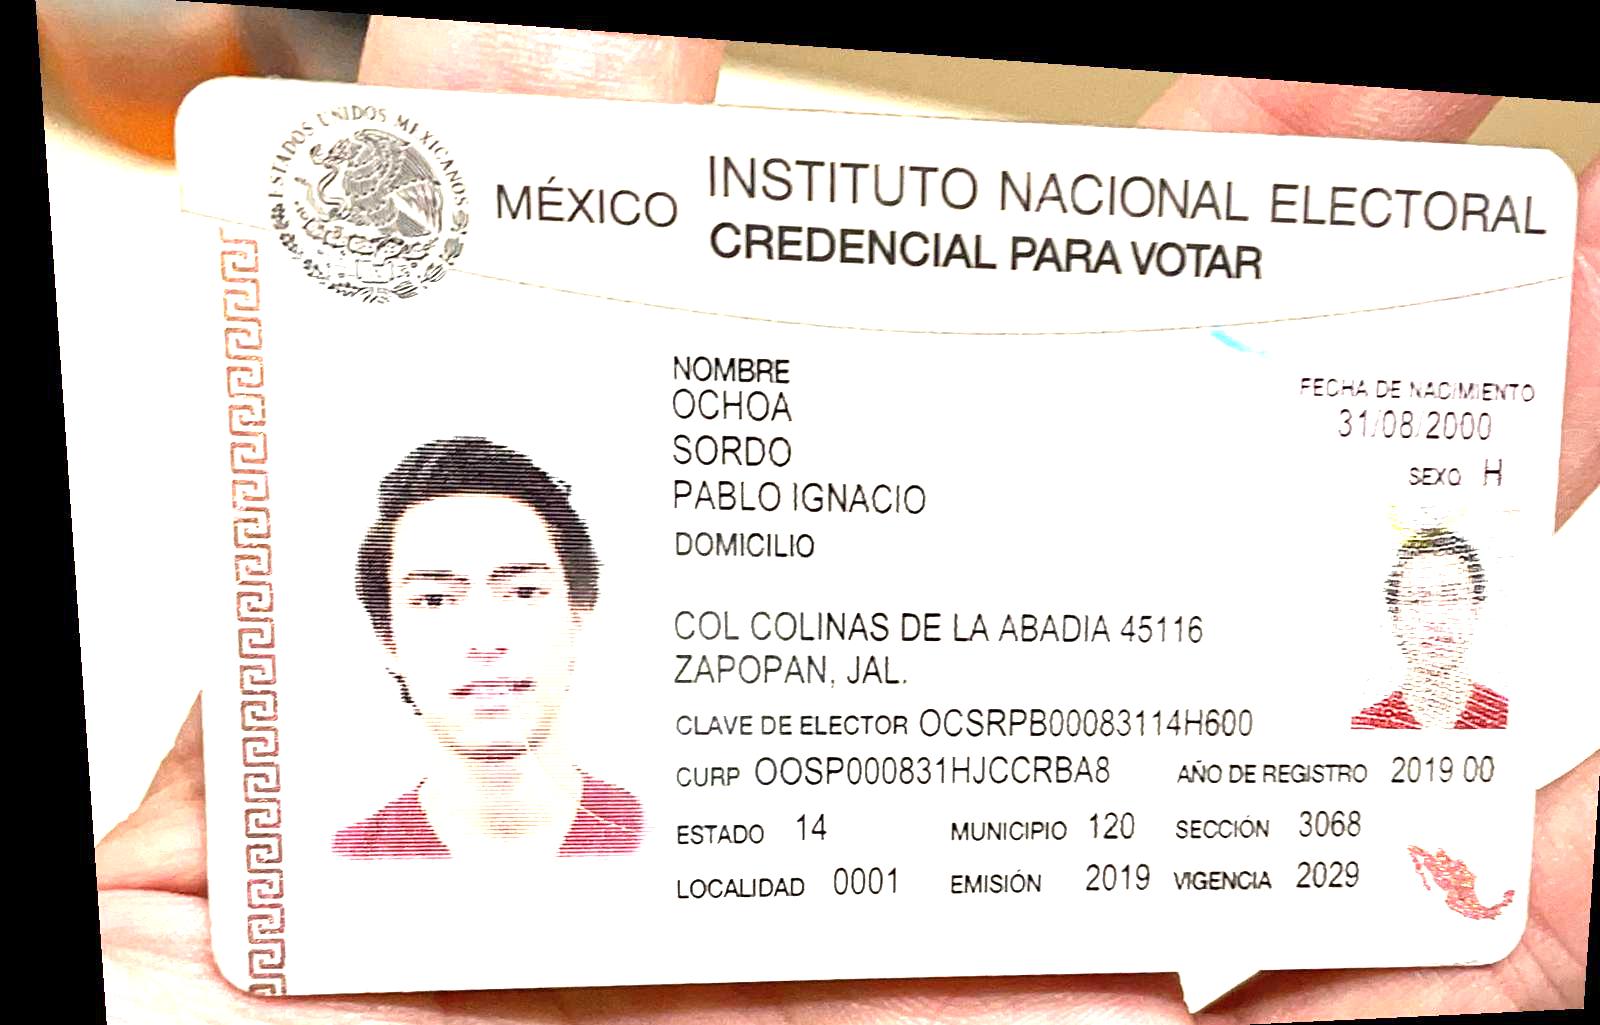 ESTADOS UNIDOS MEXICANOS
MÉXICO INSTITUTO NACIONAL ELECTORAL
CREDENCIAL PARA VOTAR
NOMBRE
OCHOA
SORDO
PABLO IGNACIO
FECHA DE NACIMIENTO
31/08/2000
SEXO H
DOMICILIO
COL COLINAS DE LA ABADIA 45116
ZAPOPAN, JAL.
CLAVE DE ELECTOR OCSRPB00083114H600
CURP OOSP000831HJCCRBA8 AÑO DE REGISTRO 2019 00
ESTADO 14 MUNICIPIO 120 SECCIÓN 3068
LOCALIDAD 0001 EMISIÓN 2019 VIGENCIA 2029